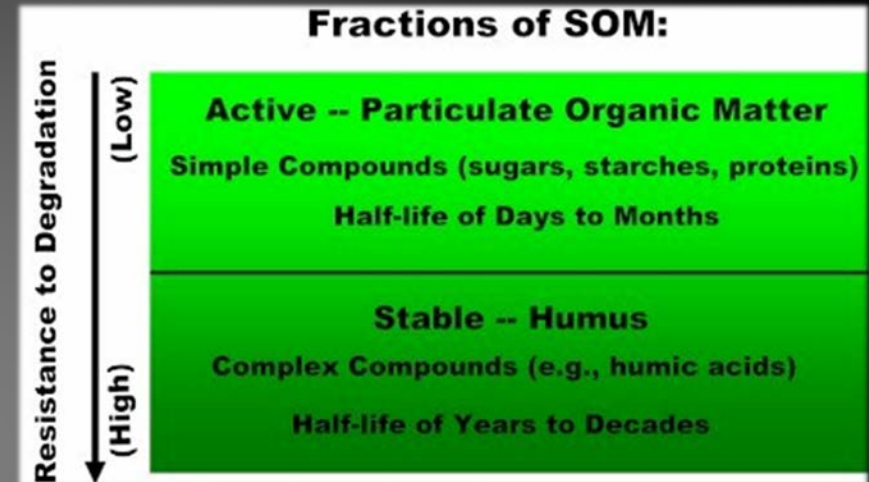 Fractions of SOM:
Resistance to Degradation
(Low)
(High)
Active -- Particulate Organic Matter
Simple Compounds (sugars, starches, proteins)
Half-life of Days to Months
Stable -- Humus
Complex Compounds (e.g., humic acids)
Half-life of Years to Decades